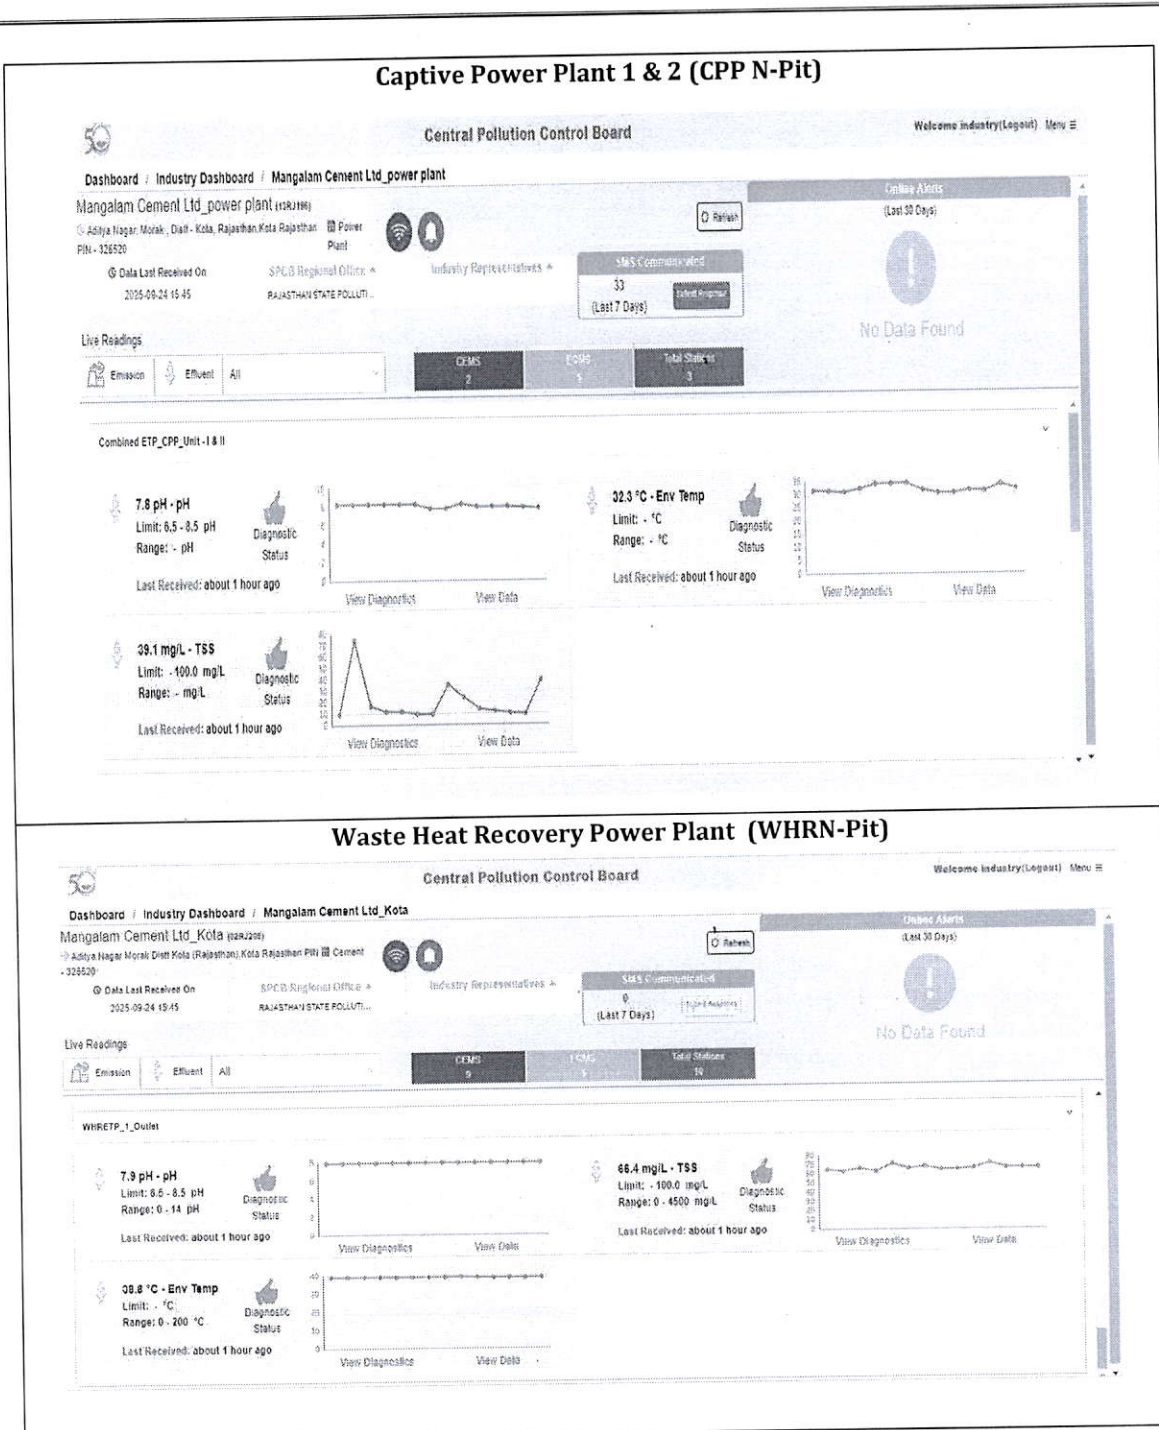 Captive Power Plant 1 & 2 (CPP N-Pit)
Central Pollution Control Board
Welcome industry(Logout) Menu
Dashboard / Industry Dashboard / Mangalam Cement Ltd_power plant
Mangalam Cement Ltd_power plant
Aditya Nagar, Morak, Distt - Kota, Rajasthan,Kota Rajasthan
PIN - 326520
Power
Plant
Refresh
Online Alerts
(Last 30 Days)
No Data Found
Data Last Received On
2025-09-24 15:45
SPCB Regional Office
RAJASTHAN STATE POLLUTI...
Industry Representatives
SMS Communicated
33
(Last 7 Days)
Live Readings
Emission
Effluent
All
CEMS
2
Total Stations
3
Combined ETP_CPP_Unit -I & II
7.8 pH - pH
Limit: 6.5 - 8.5 pH
Range: - pH
Last Received: about 1 hour ago
Diagnostic
Status
View Diagnostics
View Data
32.3 °C - Env Temp
Limit: - °C
Range: - °C
Last Received: about 1 hour ago
Diagnostic
Status
View Diagnostics
View Data
39.1 mg/L - TSS
Limit: - 100.0 mg/L
Range: - mg/L
Last Received: about 1 hour ago
Diagnostic
Status
View Diagnostics
View Data
Waste Heat Recovery Power Plant (WHRN-Pit)
Central Pollution Control Board
Welcome industry(Logout) Menu
Dashboard / Industry Dashboard / Mangalam Cement Ltd_Kota
Mangalam Cement Ltd_Kota
Aditya Nagar Morak Distt Kota (Rajasthan),Kota Rajasthan PIN
- 326520
Cement
Refresh
Online Alerts
(Last 30 Days)
No Data Found
Data Last Received On
2025-09-24 15:45
SPCB Regional Office
RAJASTHAN STATE POLLUTI...
Industry Representatives
SMS Communicated
0
(Last 7 Days)
Live Readings
Emission
Effluent
All
CEMS
9
Total Stations
10
WHRETP_1_Outlet
7.9 pH - pH
Limit: 6.5 - 8.5 pH
Range: 0 - 14 pH
Last Received: about 1 hour ago
Diagnostic
Status
View Diagnostics
View Data
66.4 mg/L - TSS
Limit: - 100.0 mg/L
Range: 0 - 4500 mg/L
Last Received: about 1 hour ago
Diagnostic
Status
View Diagnostics
View Data
38.8 °C - Env Temp
Limit: - °C
Range: 0 - 200 °C
Last Received: about 1 hour ago
Diagnostic
Status
View Diagnostics
View Data